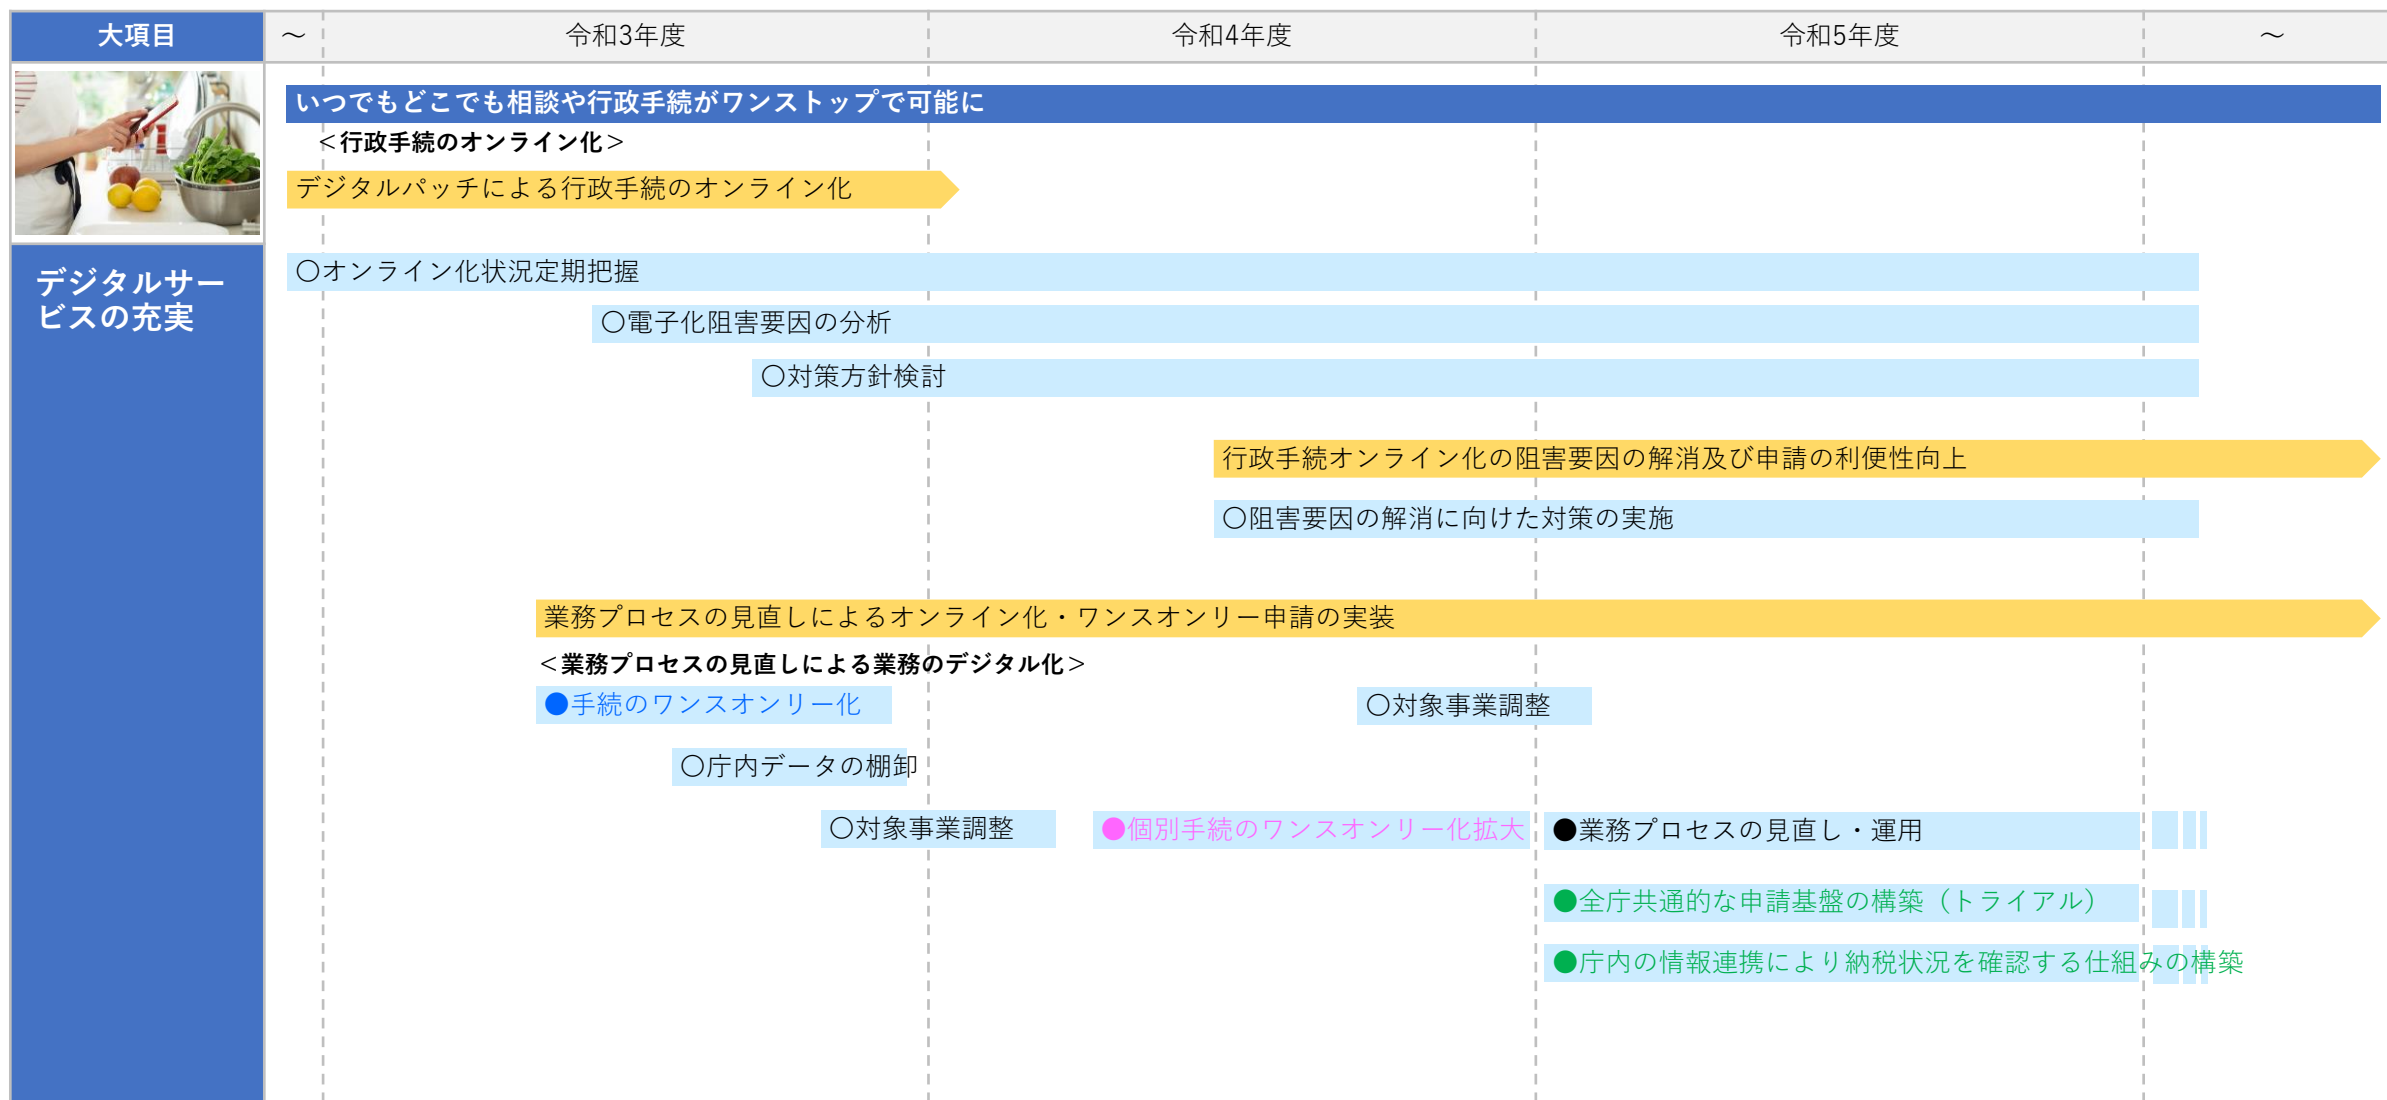 大項目
～
令和3年度
令和4年度
令和5年度
～
いつでもどこでも相談や行政手続がワンストップで可能に
＜行政手続のオンライン化＞
デジタルパッチによる行政手続のオンライン化
デジタルサー
ビスの充実
〇オンライン化状況定期把握
〇電子化阻害要因の分析
〇対策方針検討
行政手続オンライン化の阻害要因の解消及び申請の利便性向上
〇阻害要因の解消に向けた対策の実施
業務プロセスの見直しによるオンライン化・ワンスオンリー申請の実装
＜業務プロセスの見直しによる業務のデジタル化＞
●手続のワンスオンリー化
〇対象事業調整
〇庁内データの棚卸
〇対象事業調整
●個別手続のワンスオンリー化拡大
●業務プロセスの見直し・運用
●全庁共通的な申請基盤の構築（トライアル）
●庁内の情報連携により納税状況を確認する仕組みの構築